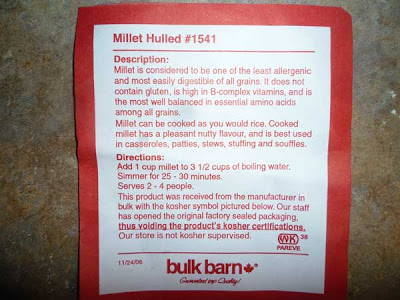 Millet Hulled #1541
Description:
Millet is considered to be one of the least allergenic
and most easily digestible of all grains. It does not
contain gluten, is high in B-complex vitamins, and is
the most well balanced in essential amino acids
among all grains.
Millet can be cooked as you would rice. Cooked
millet has a pleasant nutty flavour, and is best used
in casseroles, patties, stews, stuffing and souffles.
Directions:
Add 1 cup millet to 3 1/2 cups of boiling water.
Simmer for 25 - 30 minutes.
Serves 2 - 4 people.
This product was received from the manufacturer in
bulk with the kosher symbol pictured below. Our staff
has opened the original factory sealed packaging,
thus voiding the product's kosher certifications.
Our store is not kosher supervised.
WK 38
PAREVE
11/24/06
bulk barn®
Guaranteed top Quality!